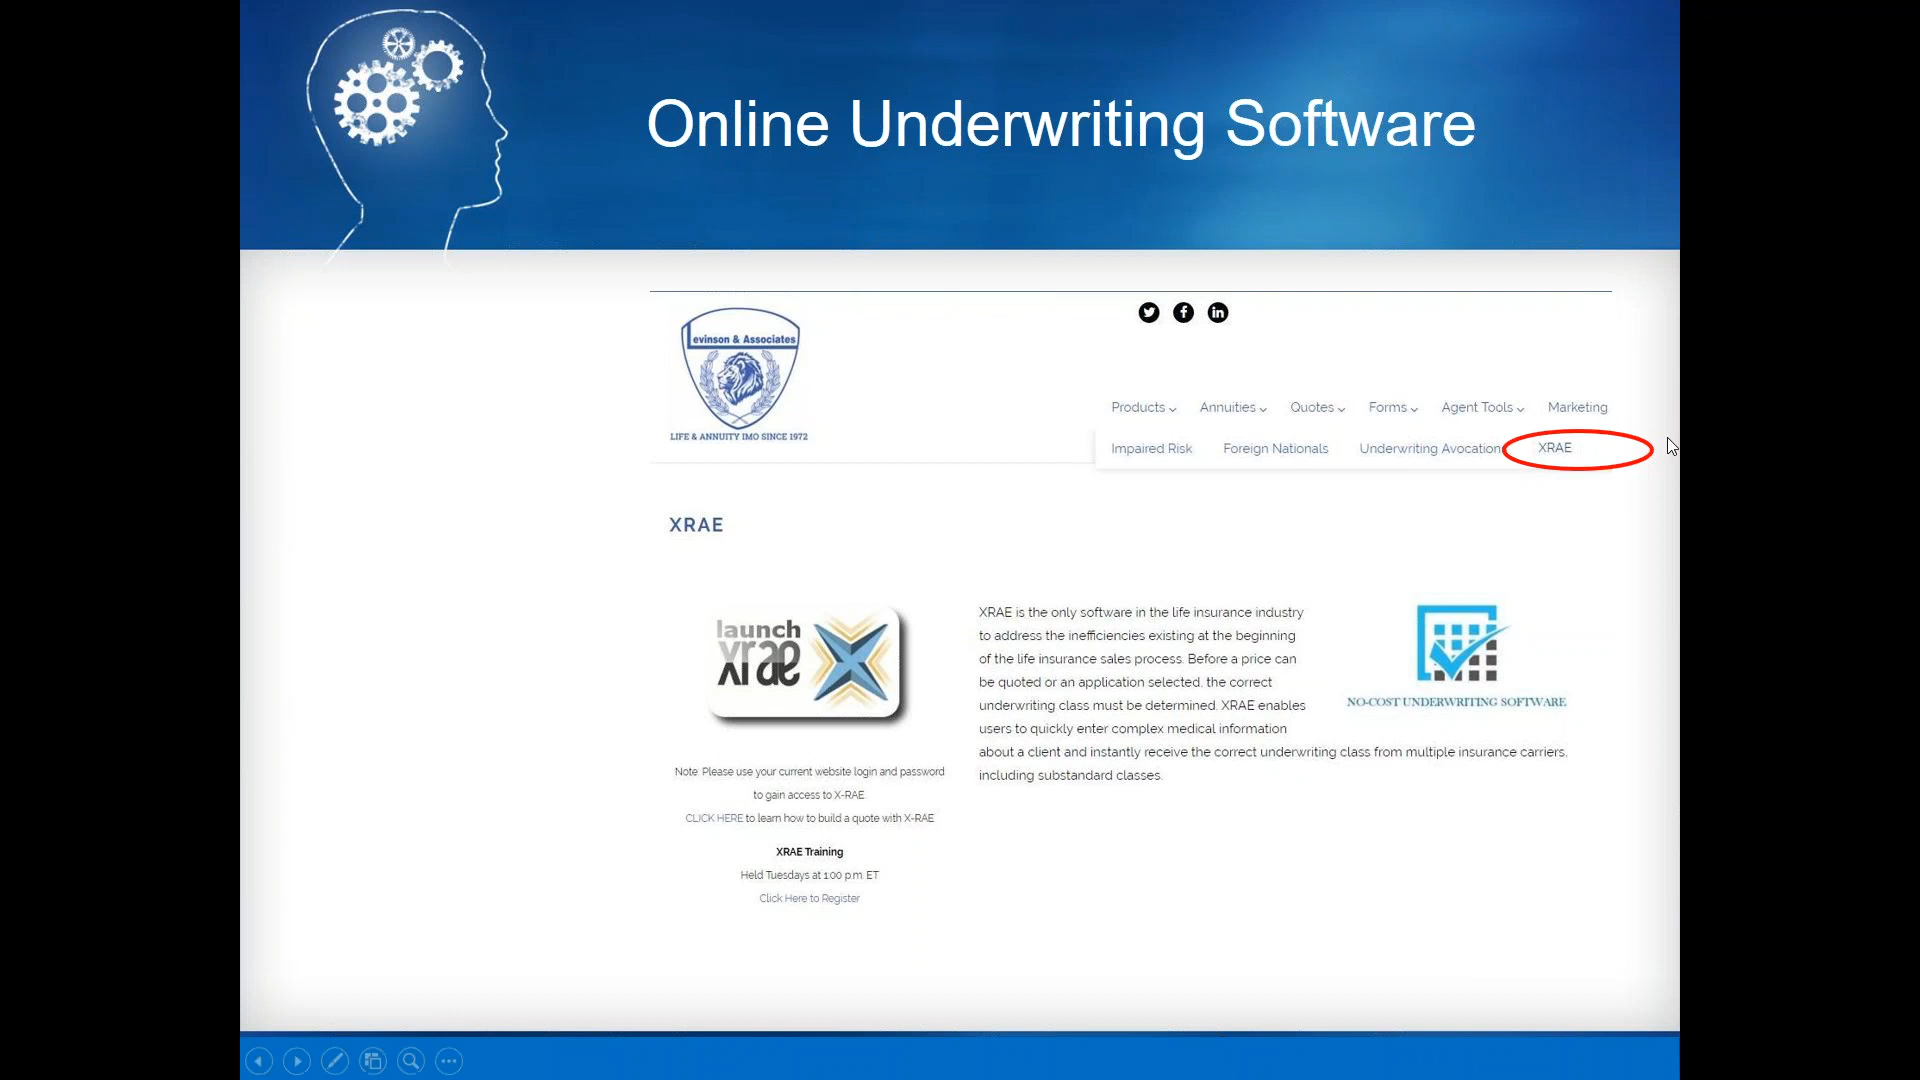 Online Underwriting Software
Levinson & Associates
LIFE & ANNUITY IMO SINCE 1972
Products Annuities Quotes Forms Agent Tools Marketing
Impaired Risk Foreign Nationals Underwriting Avocation XRAE
XRAE
launch
xrae
Note: Please use your current website login and password
to gain access to X-RAE.
CLICK HERE to learn how to build a quote with X-RAE
XRAE Training
Held Tuesdays at 1:00 p.m. ET
Click Here to Register
XRAE is the only software in the life insurance industry
to address the inefficiencies existing at the beginning
of the life insurance sales process. Before a price can
be quoted or an application selected, the correct
underwriting class must be determined. XRAE enables
users to quickly enter complex medical information
about a client and instantly receive the correct underwriting class from multiple insurance carriers,
including substandard classes.
NO-COST UNDERWRITING SOFTWARE